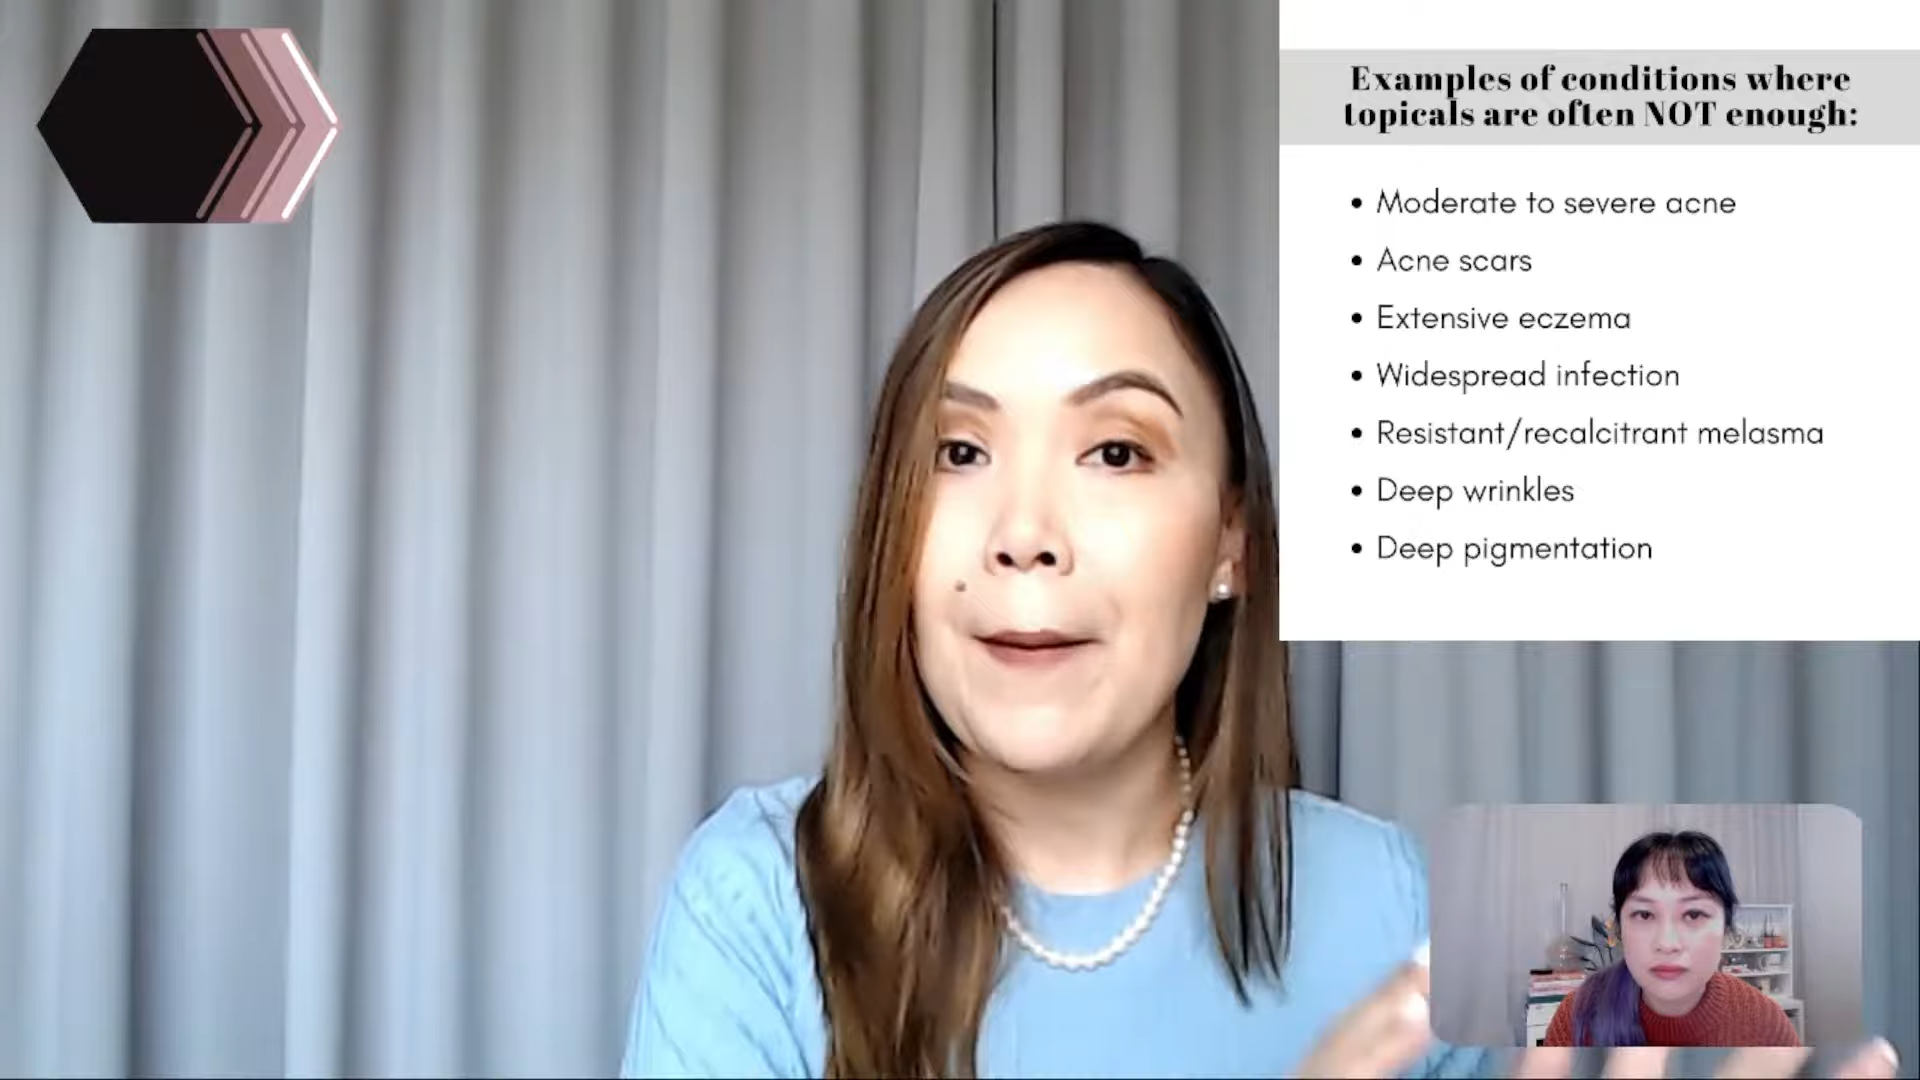 Examples of conditions where
topicals are often NOT enough:
• Moderate to severe acne
• Acne scars
• Extensive eczema
• Widespread infection
• Resistant/recalcitrant melasma
• Deep wrinkles
• Deep pigmentation